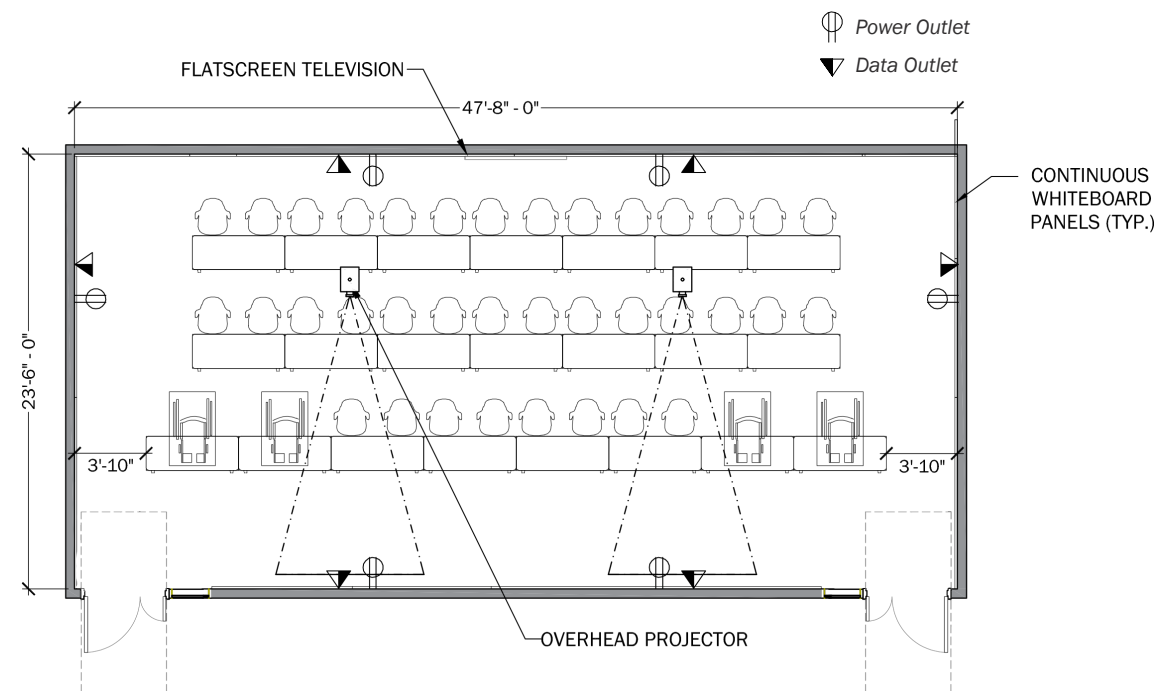 Power Outlet
Data Outlet
FLATSCREEN TELEVISION
47'-8" - 0"
CONTINUOUS
WHITEBOARD
PANELS (TYP.)
23'-6" - 0"
3'-10"
3'-10"
OVERHEAD PROJECTOR